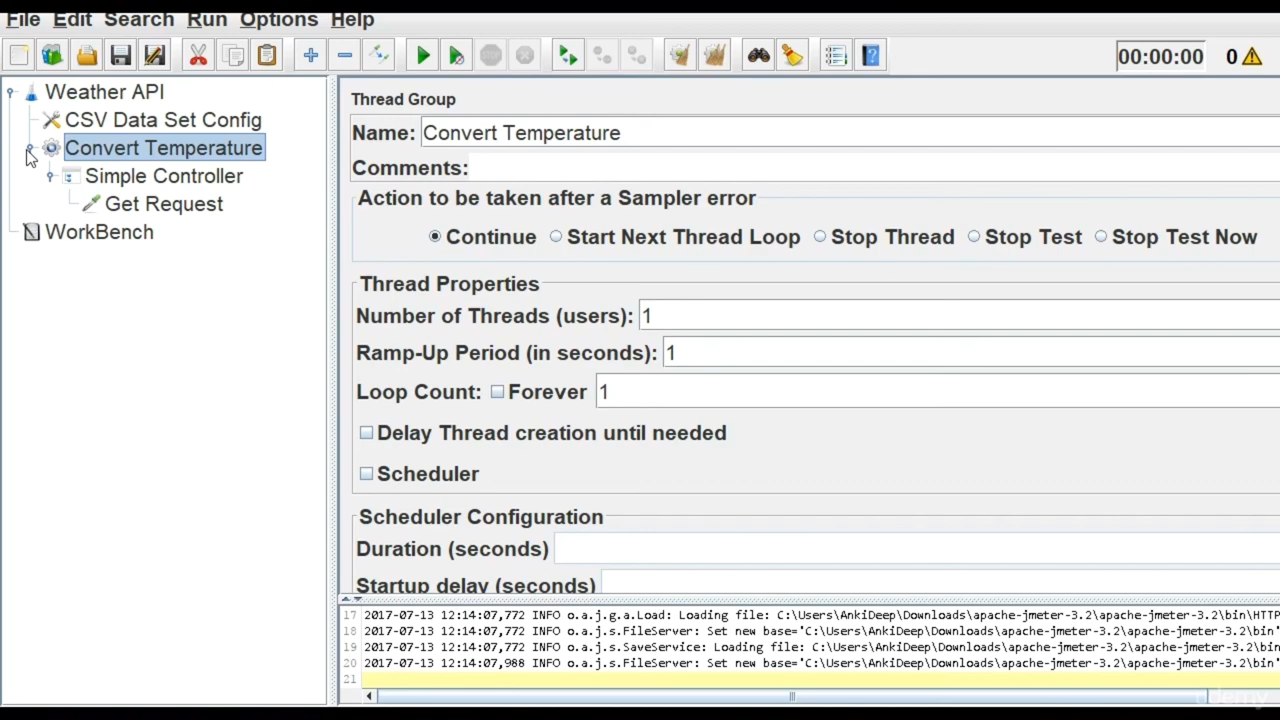 File Edit Search Run Options Help
00:00:00 0
Weather API
CSV Data Set Config
Convert Temperature
Simple Controller
Get Request
WorkBench
Thread Group
Name: Convert Temperature
Comments:
Action to be taken after a Sampler error
Continue Start Next Thread Loop Stop Thread Stop Test Stop Test Now
Thread Properties
Number of Threads (users): 1
Ramp-Up Period (in seconds): 1
Loop Count: Forever 1
Delay Thread creation until needed
Scheduler
Scheduler Configuration
Duration (seconds)
Startup delay (seconds)
17 2017-07-13 12:14:07,772 INFO o.a.j.g.a.Load: Loading file: C:\Users\AnkiDeep\Downloads\apache-jmeter-3.2\apache-jmeter-3.2\bin\HTTP
18 2017-07-13 12:14:07,772 INFO o.a.j.s.FileServer: Set new base='C:\Users\AnkiDeep\Downloads\apache-jmeter-3.2\apache-jmeter-3.2\bin'
19 2017-07-13 12:14:07,772 INFO o.a.j.s.SaveService: Loading file: C:\Users\AnkiDeep\Downloads\apache-jmeter-3.2\apache-jmeter-3.2\bin
20 2017-07-13 12:14:07,988 INFO o.a.j.s.FileServer: Set new base='C:\Users\AnkiDeep\Downloads\apache-jmeter-3.2\apache-jmeter-3.2\bin'
21
udemy